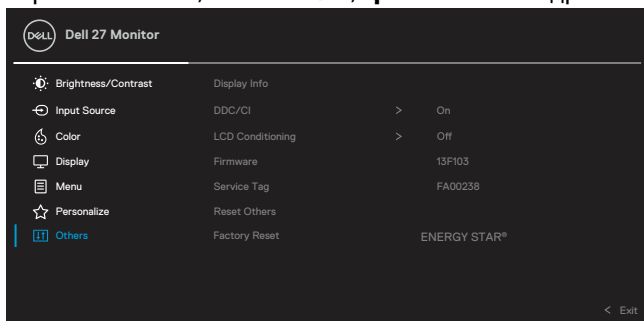 DELL Dell 27 Monitor
Brightness/Contrast Display Info
Input Source DDC/CI > On
Color LCD Conditioning > Off
Display Firmware 13F103
Menu Service Tag FA00238
Personalize Reset Others
Others Factory Reset ENERGY STAR®
< Exit